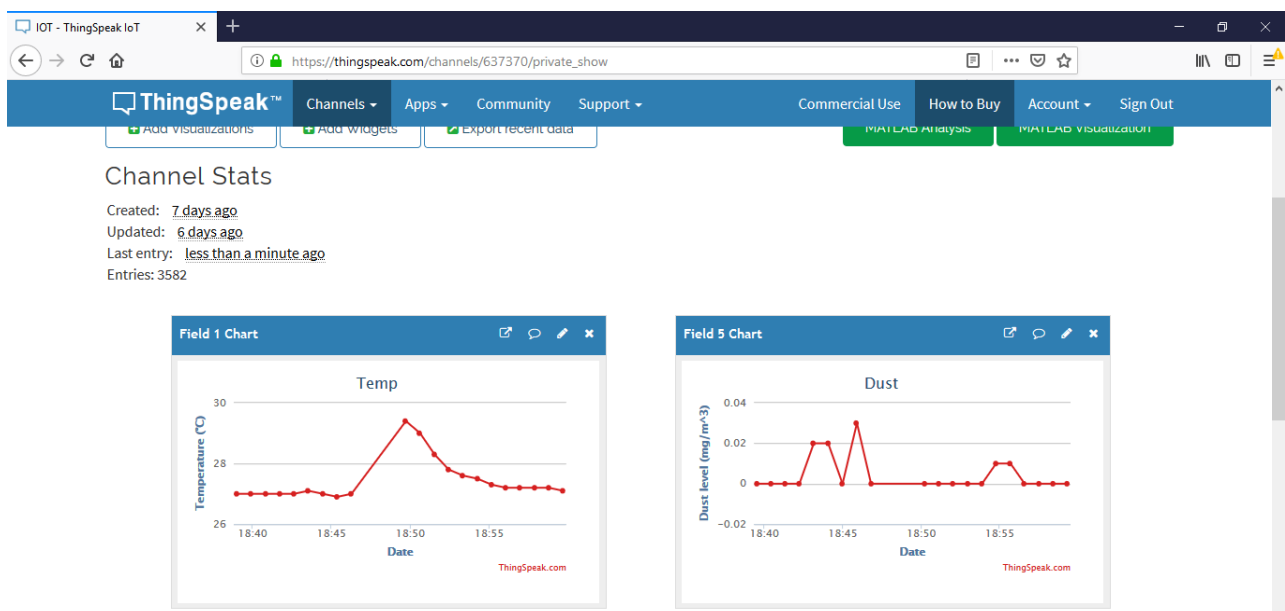 IOT - ThingSpeak IoT
https://thingspeak.com/channels/637370/private_show
ThingSpeak™ Channels Apps Community Support Commercial Use How to Buy Account Sign Out
Add Visualizations Add Widgets Export recent data MATLAB Analysis MATLAB Visualization
Channel Stats
Created: 7 days ago
Updated: 6 days ago
Last entry: less than a minute ago
Entries: 3582
Field 1 Chart
Temp
Temperature (°C)
30
28
26
18:40 18:45 18:50 18:55
Date
ThingSpeak.com
Field 5 Chart
Dust
Dust level (mg/m^3)
0.04
0.02
0
-0.02
18:40 18:45 18:50 18:55
Date
ThingSpeak.com